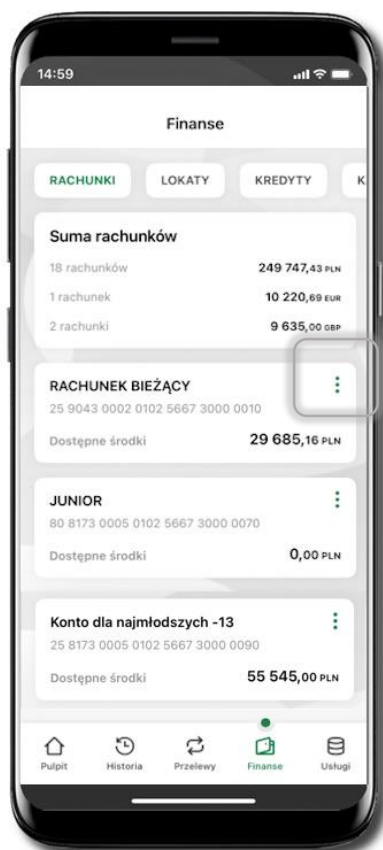 14:59
Finanse
RACHUNKI LOKATY KREDYTY K
Suma rachunków
18 rachunków 249 747,43 PLN
1 rachunek 10 220,69 EUR
2 rachunki 9 635,00 GBP
RACHUNEK BIEŻĄCY
25 9043 0002 0102 5667 3000 0010
Dostępne środki 29 685,16 PLN
JUNIOR
80 8173 0005 0102 5667 3000 0070
Dostępne środki 0,00 PLN
Konto dla najmłodszych -13
25 8173 0005 0102 5667 3000 0090
Dostępne środki 55 545,00 PLN
Pulpit Historia Przelewy Finanse Usługi